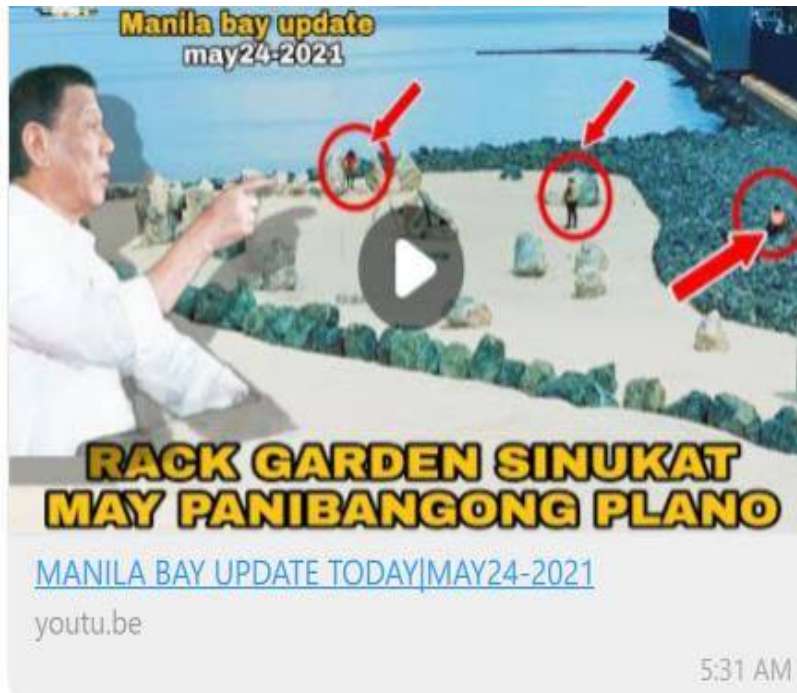 Manila bay update
may24-2021
RACK GARDEN SINUKAT
MAY PANIBANGONG PLANO
MANILA BAY UPDATE TODAY|MAY24-2021
youtu.be
5:31 AM